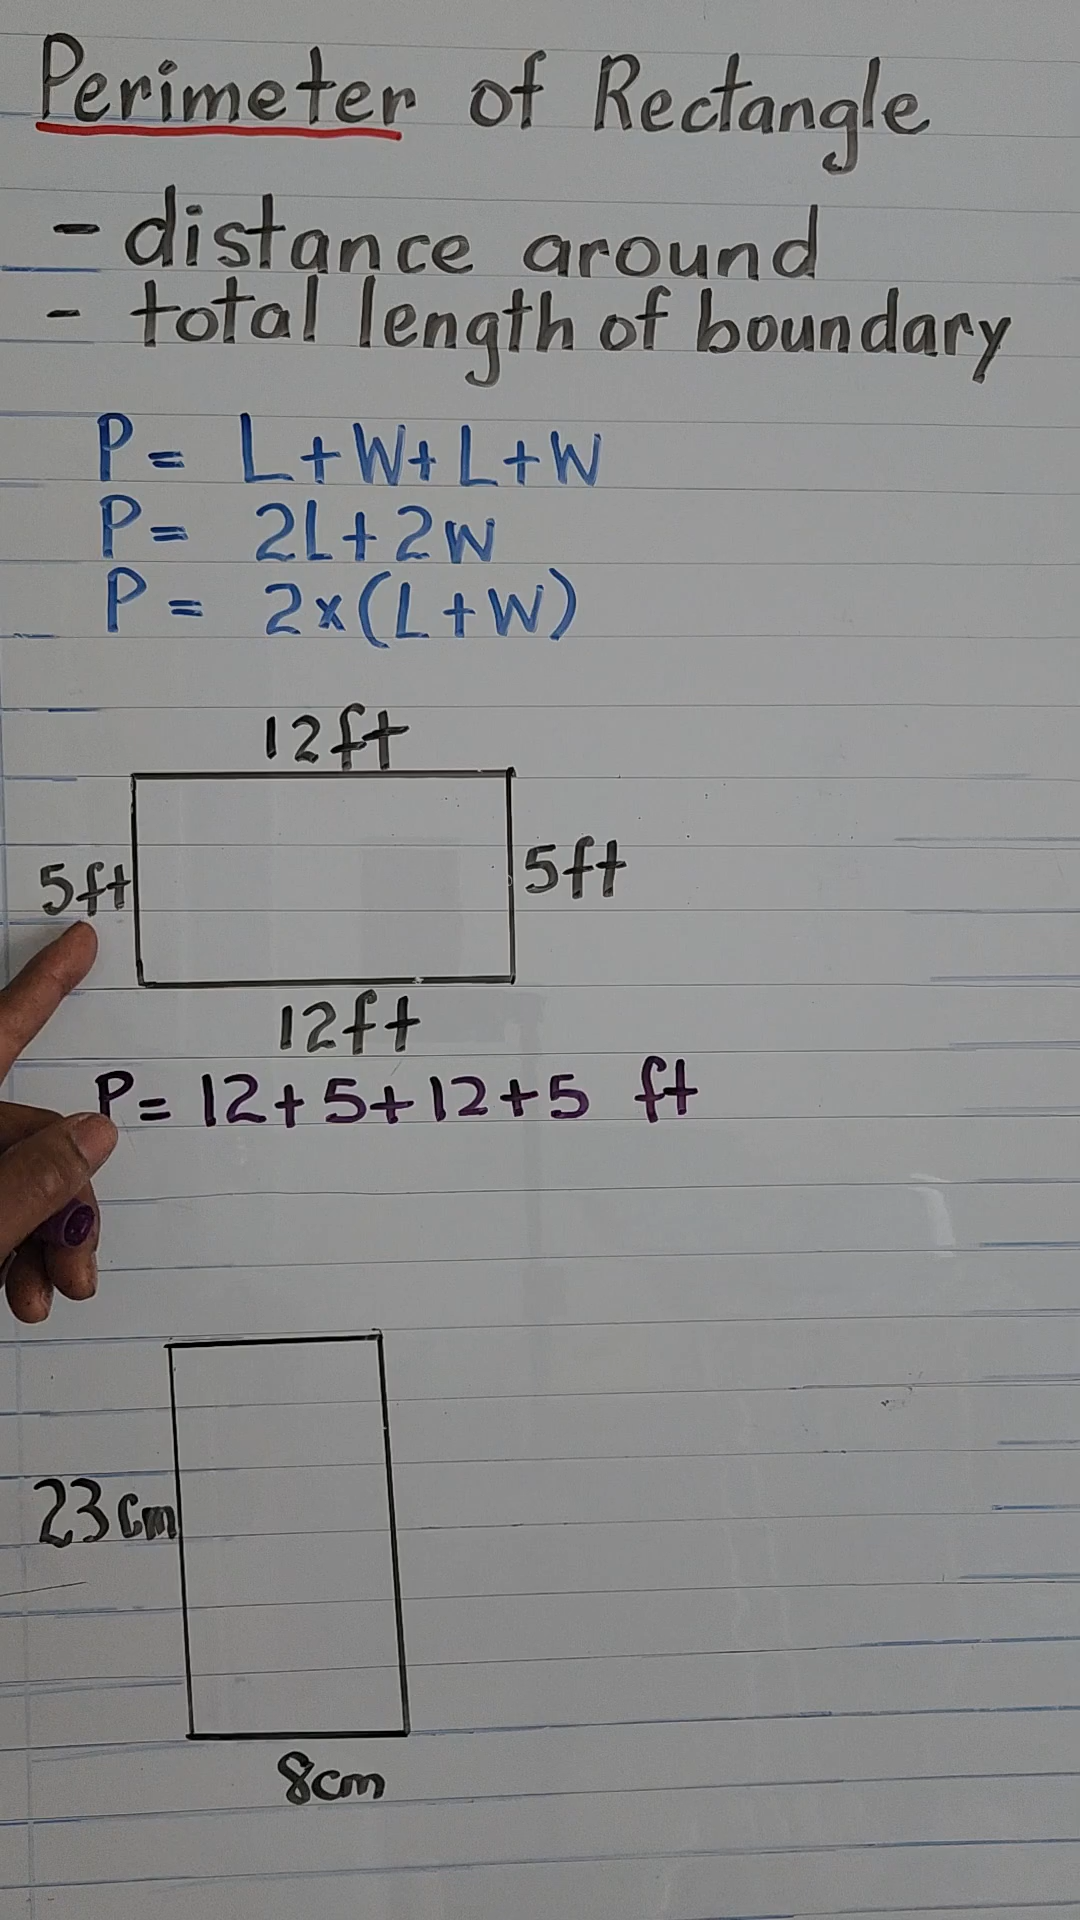 Perimeter of Rectangle
- distance around
- total length of boundary
P = L+W+L+W
P = 2L+2W
P = 2x(L+W)
12ft
5ft
5ft
12ft
P= 12+5+12+5 ft
23cm
8cm